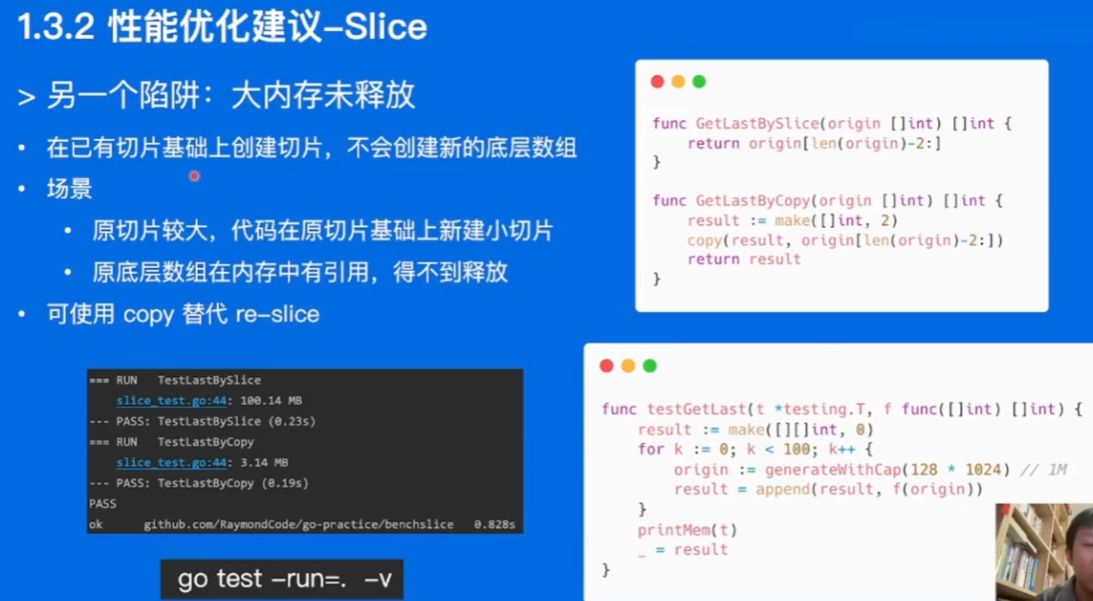 1.3.2 性能优化建议-Slice
> 另一个陷阱：大内存未释放
• 在已有切片基础上创建切片，不会创建新的底层数组
• 场景
• 原切片较大，代码在原切片基础上新建小切片
• 原底层数组在内存中有引用，得不到释放
• 可使用 copy 替代 re-slice
=== RUN   TestLastBySlice
    slice_test.go:44: 100.14 MB
--- PASS: TestLastBySlice (0.23s)
=== RUN   TestLastByCopy
    slice_test.go:44: 3.14 MB
--- PASS: TestLastByCopy (0.19s)
PASS
ok      github.com/RaymondCode/go-practice/benchslice   0.828s
go test -run=. -v
func GetLastBySlice(origin []int) []int {
    return origin[len(origin)-2:]
}
func GetLastByCopy(origin []int) []int {
    result := make([]int, 2)
    copy(result, origin[len(origin)-2:])
    return result
}
func testGetLast(t *testing.T, f func([]int) []int) {
    result := make([][]int, 0)
    for k := 0; k < 100; k++ {
        origin := generateWithCap(128 * 1024) // 1M
        result = append(result, f(origin))
    }
    printMem(t)
    _ = result
}